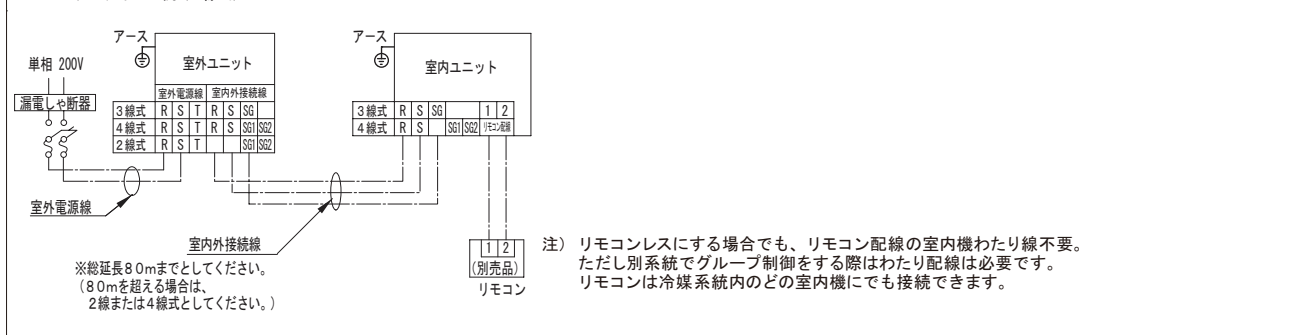 アース
単相 200V
漏電しゃ断器
室外ユニット
室外電源線 室内外接続線
3線式 R S T R S SG
4線式 R S T R S SG1 SG2
2線式 R S T SG1 SG2
室外電源線
室内外接続線
※総延長80mまでとしてください。
(80mを超える場合は、
2線または4線式としてください。)
アース
室内ユニット
3線式 R S SG 1 2
4線式 R S SG1 SG2 リモコン配線
1 2
(別売品)
リモコン
注) リモコンレスにする場合でも、リモコン配線の室内機わたり線不要。
ただし別系統でグループ制御をする際はわたり配線は必要です。
リモコンは冷媒系統内のどの室内機にでも接続できます。